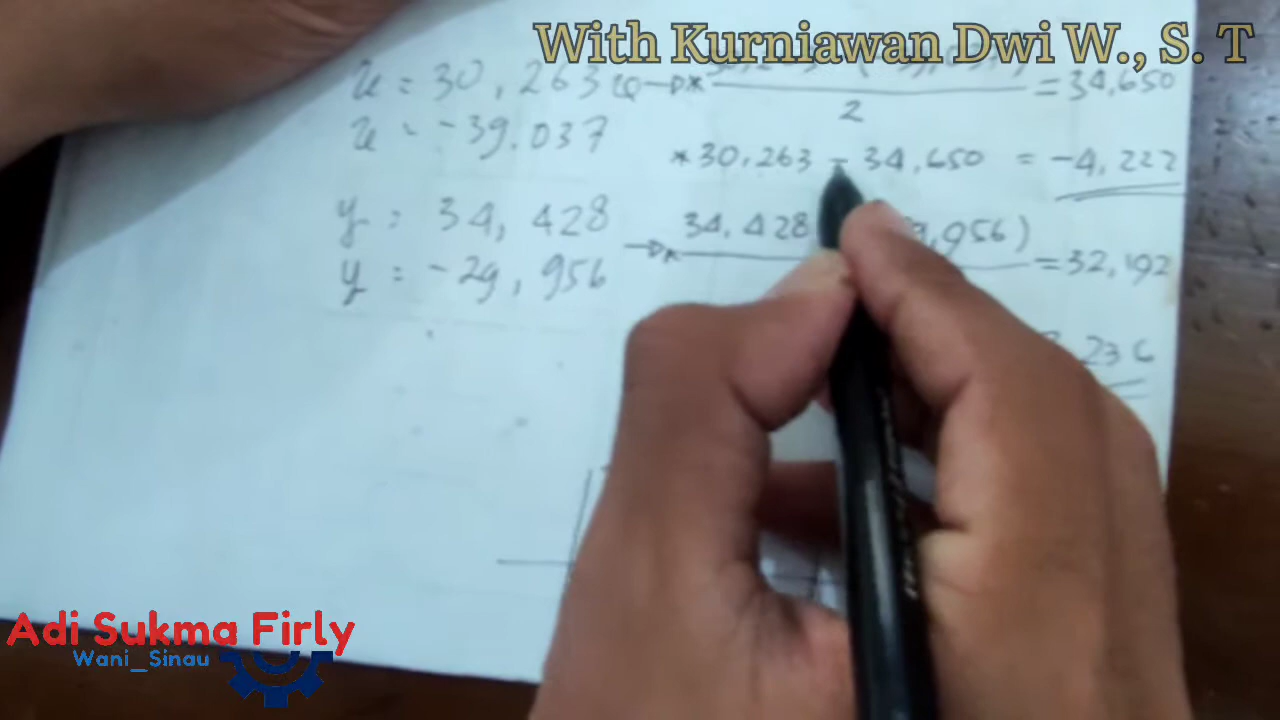 With Kurniawan Dwi W., S. T
x = 30,263
x = -39.037
y = 34,428
y = -29,956
= 34,650
2
* 30,263 - 34,650 = -4,222
34,428 9,956) = 32,192
236
Adi Sukma Firly
Wani_Sinau